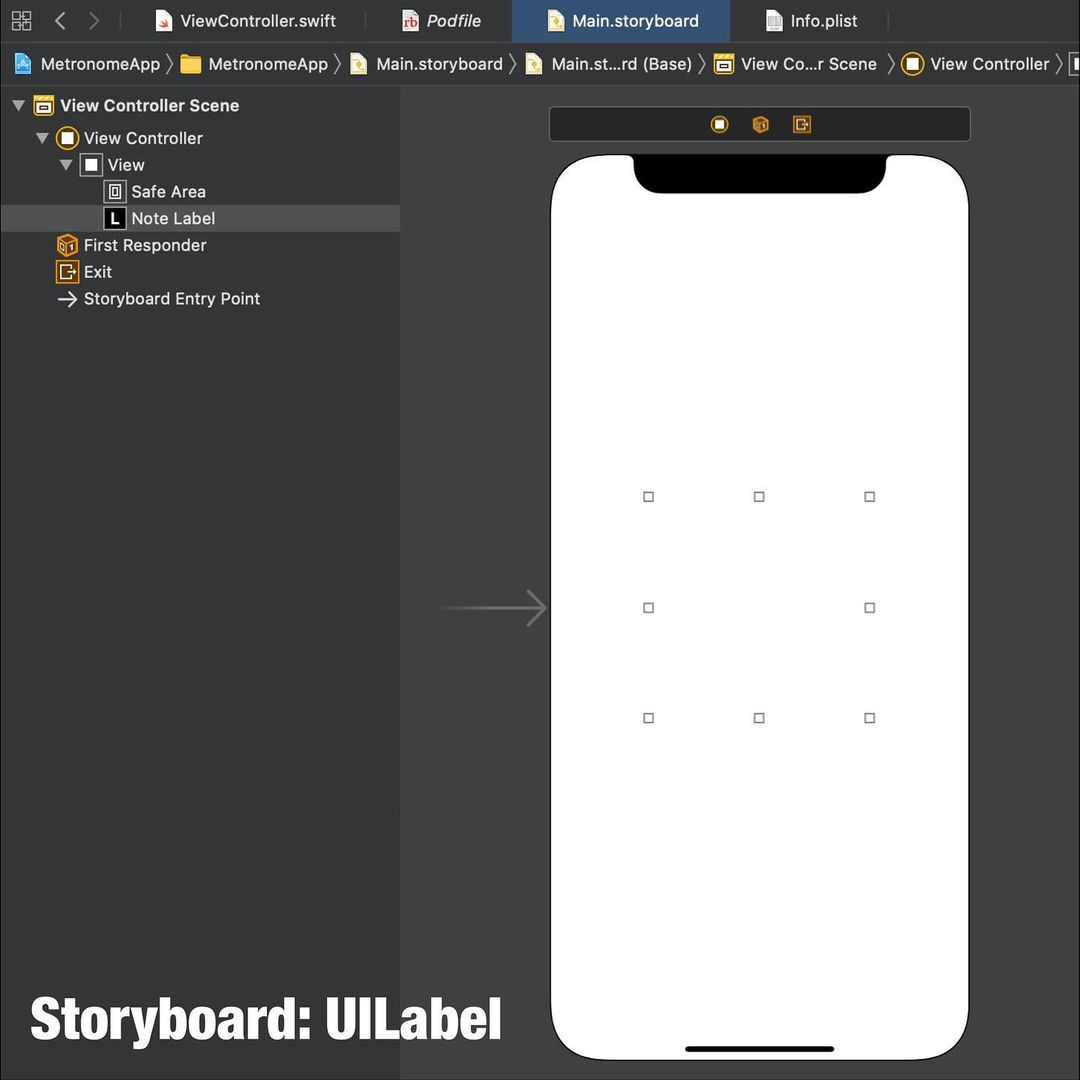 ViewController.swift
Podfile
Main.storyboard
Info.plist
MetronomeApp
MetronomeApp
Main.storyboard
Main.st...rd (Base)
View Co...r Scene
View Controller
View Controller Scene
View Controller
View
Safe Area
L Note Label
First Responder
Exit
Storyboard Entry Point
Storyboard: UILabel